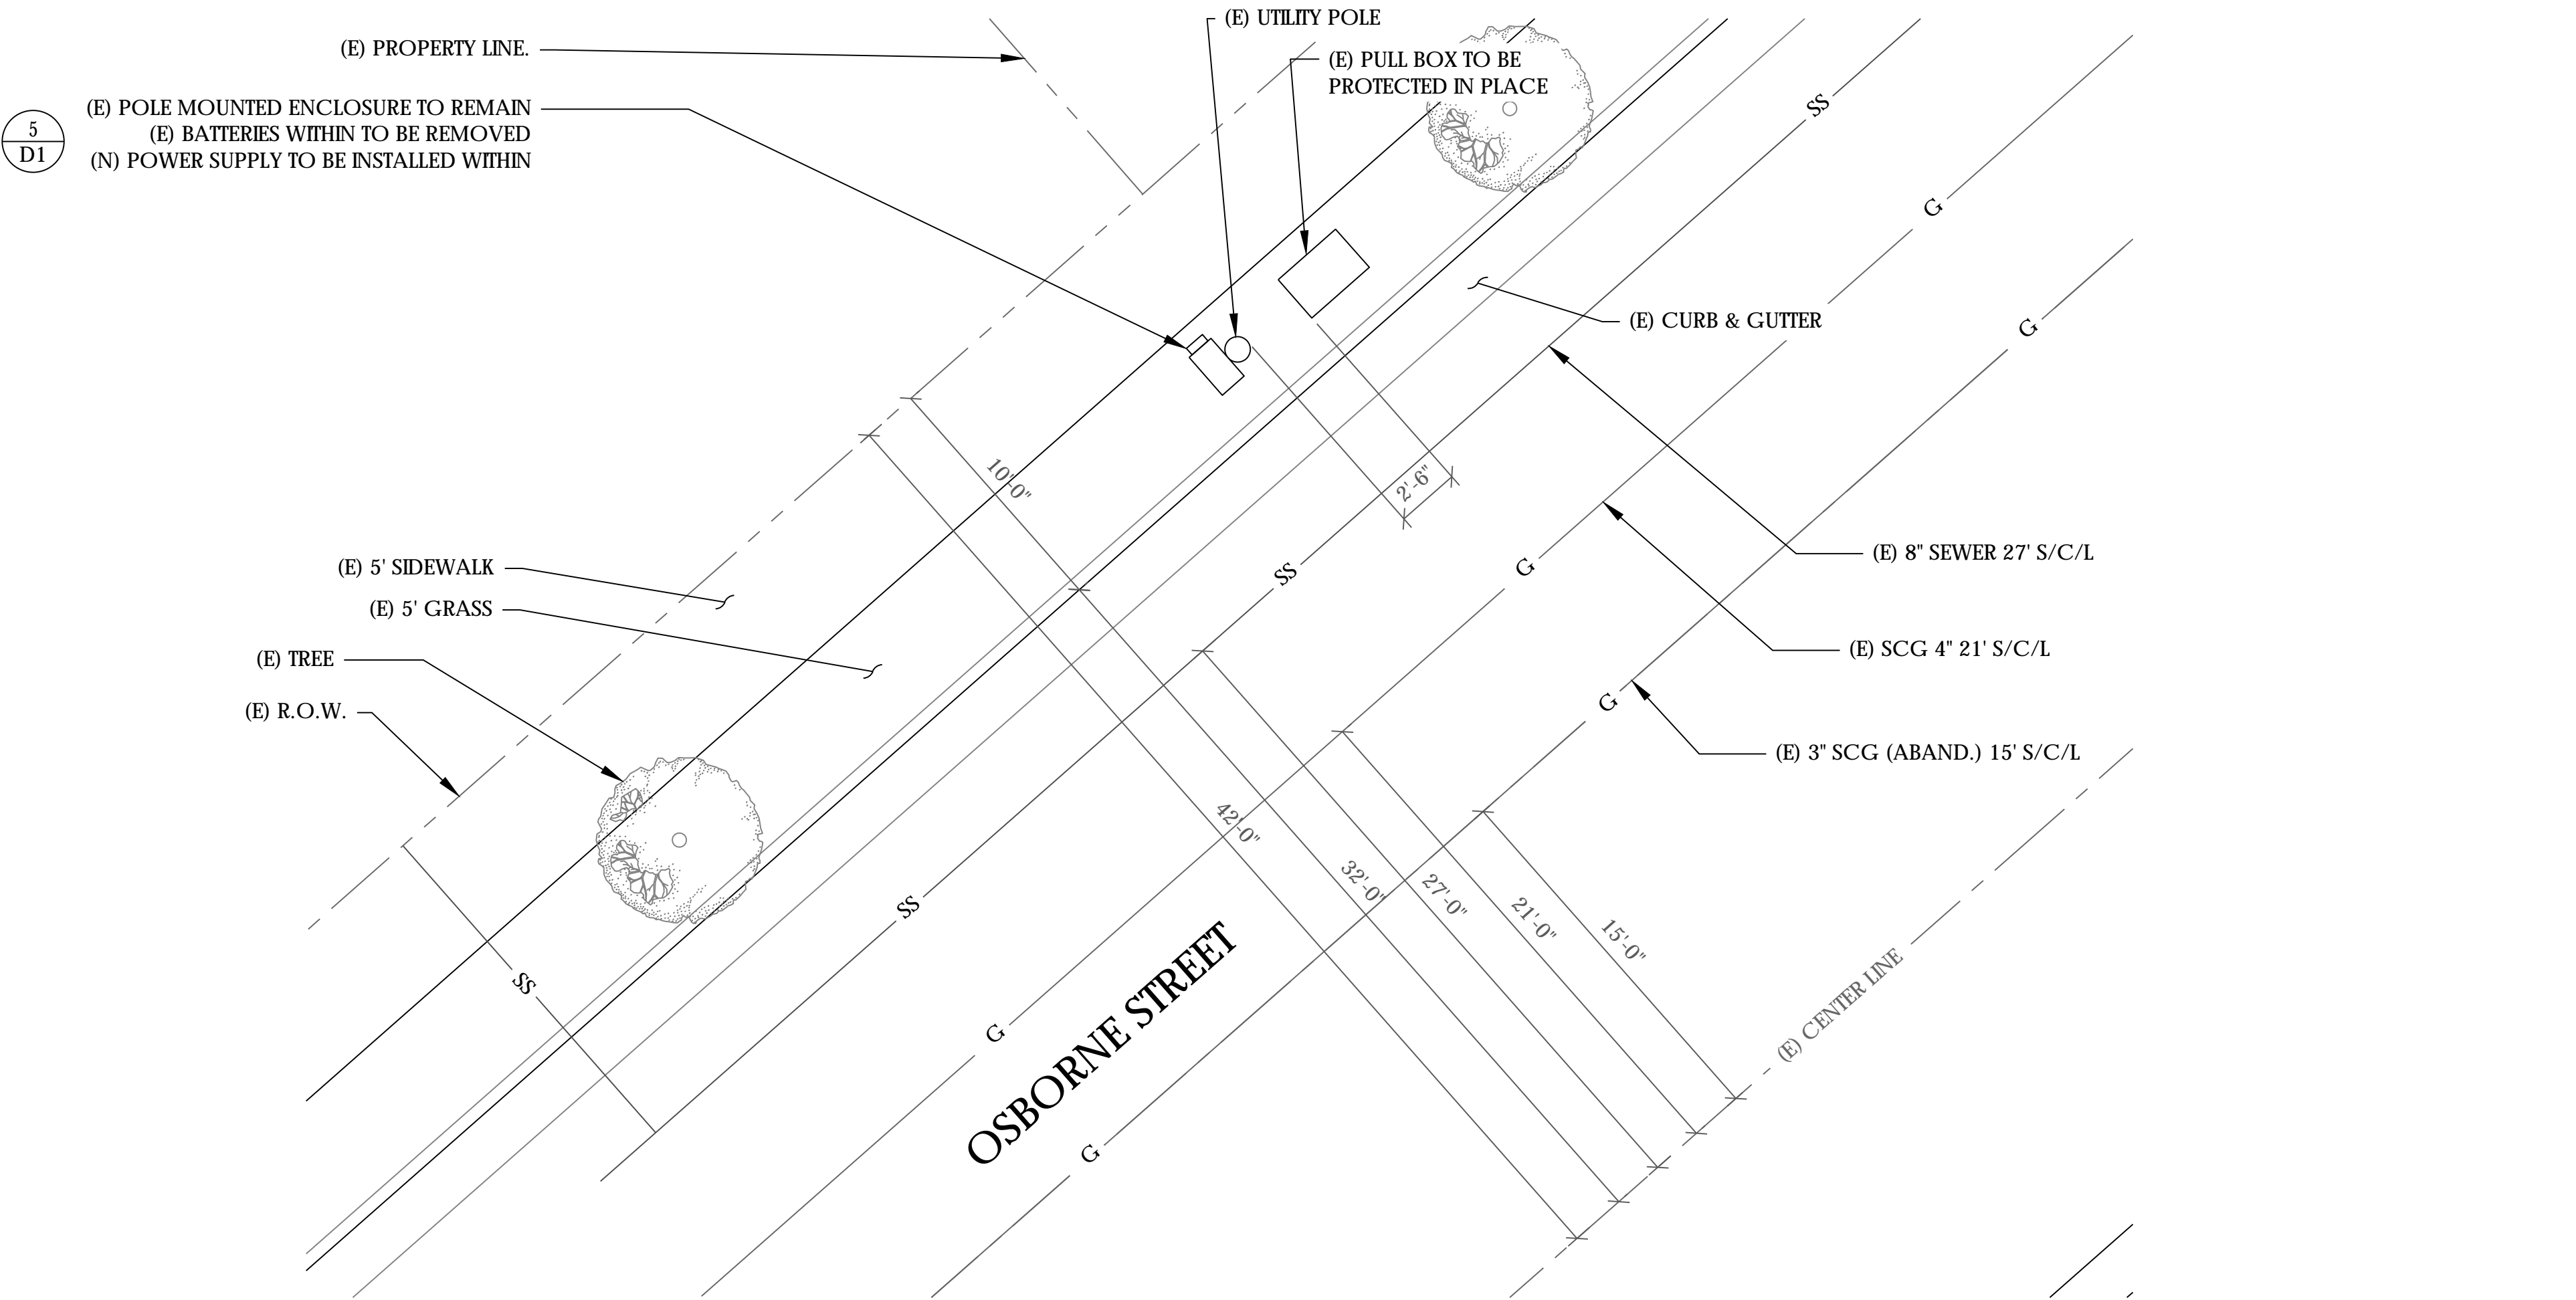 (E) UTILITY POLE
(E) PROPERTY LINE.
(E) PULL BOX TO BE
PROTECTED IN PLACE
5
D1
(E) POLE MOUNTED ENCLOSURE TO REMAIN
(E) BATTERIES WITHIN TO BE REMOVED
(N) POWER SUPPLY TO BE INSTALLED WITHIN
SS
G
(E) CURB & GUTTER
G
10'-0"
2'-6"
(E) 8" SEWER 27' S/C/L
(E) 5' SIDEWALK
SS
G
(E) 5' GRASS
(E) SCG 4" 21' S/C/L
(E) TREE
(E) R.O.W.
G
(E) 3" SCG (ABAND.) 15' S/C/L
42'-0"
32'-0"
27'-0"
21'-0"
15'-0"
SS
SS
G
OSBORNE STREET
(E) CENTER LINE
G